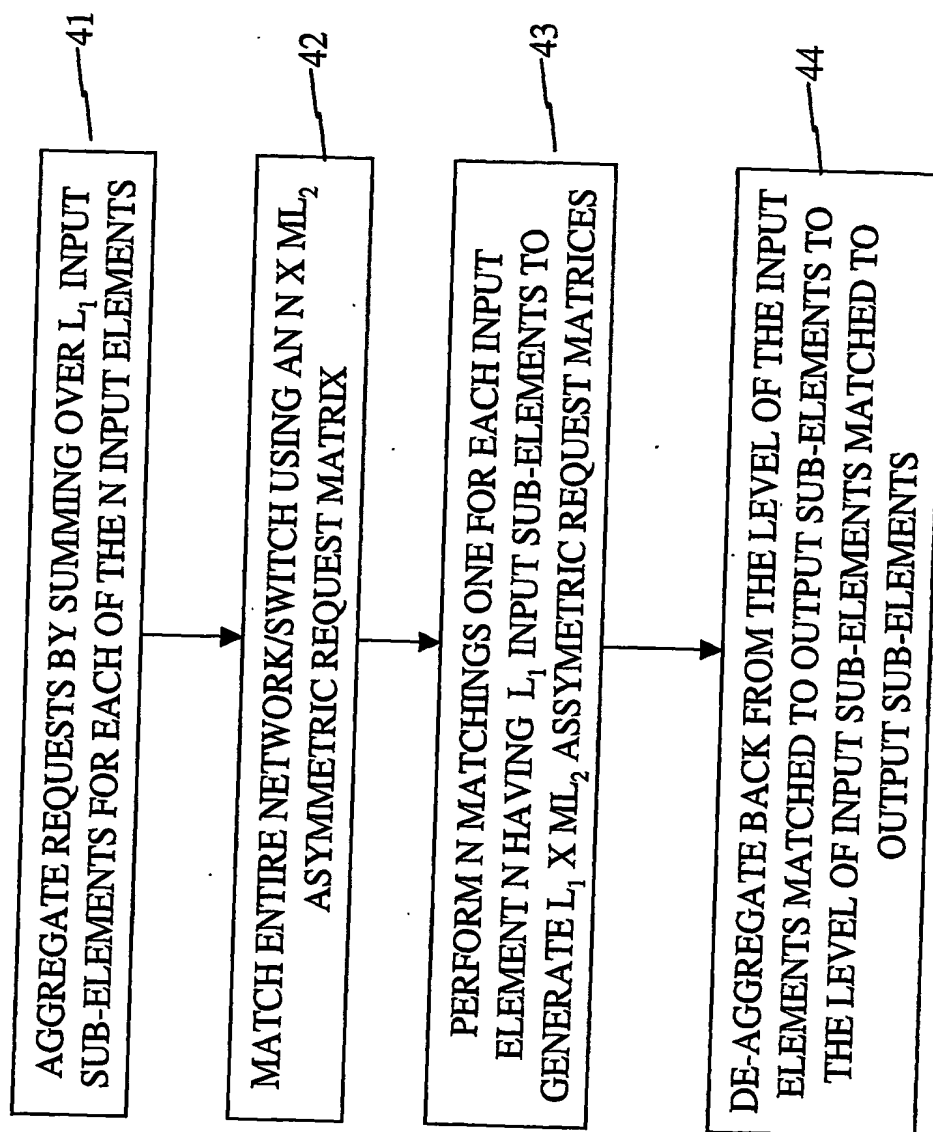 AGGREGATE REQUESTS BY SUMMING OVER L₁ INPUT
SUB-ELEMENTS FOR EACH OF THE N INPUT ELEMENTS
41
MATCH ENTIRE NETWORK/SWITCH USING AN N X ML₂
ASYMMETRIC REQUEST MATRIX
42
PERFORM N MATCHINGS ONE FOR EACH INPUT
ELEMENT N HAVING L₁ INPUT SUB-ELEMENTS TO
GENERATE L₁ X ML₂ ASSYMETRIC REQUEST MATRICES
43
DE-AGGREGATE BACK FROM THE LEVEL OF THE INPUT
ELEMENTS MATCHED TO OUTPUT SUB-ELEMENTS TO
THE LEVEL OF INPUT SUB-ELEMENTS MATCHED TO
OUTPUT SUB-ELEMENTS
44